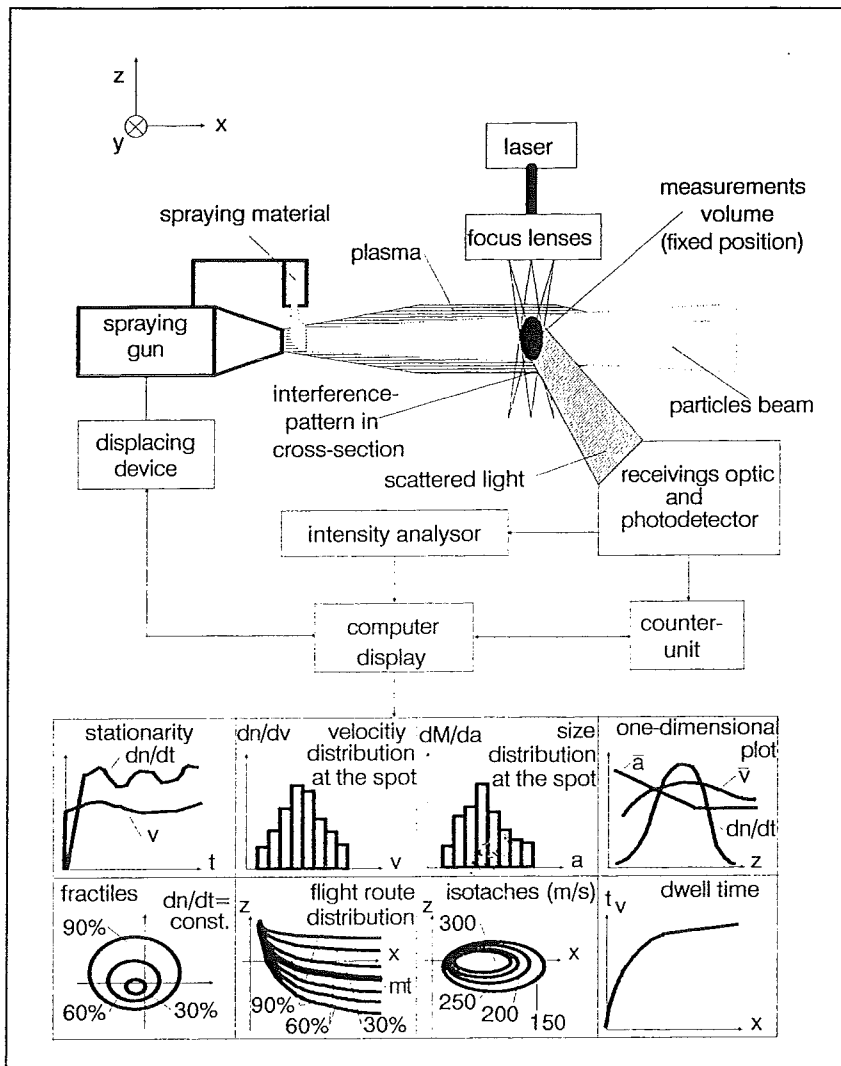 z
x
y
laser
measurements
volume
(fixed position)
spraying material
focus lenses
plasma
spraying
gun
interference-
pattern in
cross-section
particles beam
displacing
device
scattered light
receivings optic
and
photodetector
intensity analysor
computer
display
counter-
unit
stationarity
dn/dt
v
t
dn/dv
velocitiy
distribution
at the spot
v
dM/da
size
distribution
at the spot
a
one-dimensional
plot
a̅
v̅
dn/dt
z
fractiles
dn/dt=
const.
90%
60%
30%
flight route
distribution
z
x
mt
90%
60%
30%
isotaches (m/s)
z
300
x
250
200
150
dwell time
t_v
x